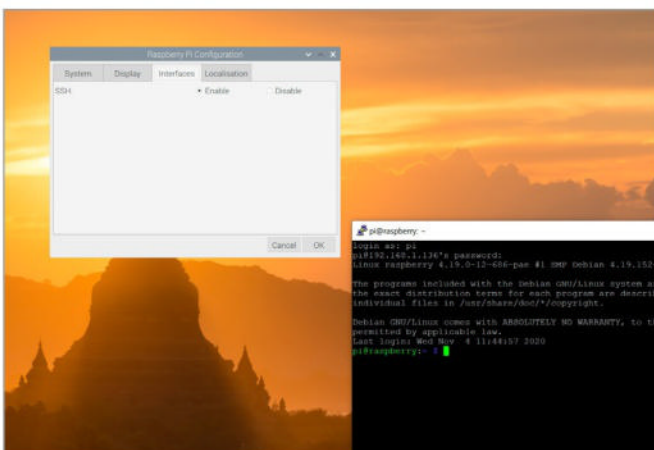 Raspberry Pi Configuration
System Display Interfaces Localisation
SSH: Enable Disable
Cancel OK
pi@raspberry: ~
login as: pi
pi@192.168.1.136's password:
Linux raspberry 4.19.0-12-686-pae #1 SMP Debian 4.19.152-
The programs included with the Debian GNU/Linux system a
the exact distribution terms for each program are descri
individual files in /usr/share/doc/*/copyright.
Debian GNU/Linux comes with ABSOLUTELY NO WARRANTY, to t
permitted by applicable law.
Last login: Wed Nov 4 11:44:57 2020
pi@raspberry:~ $